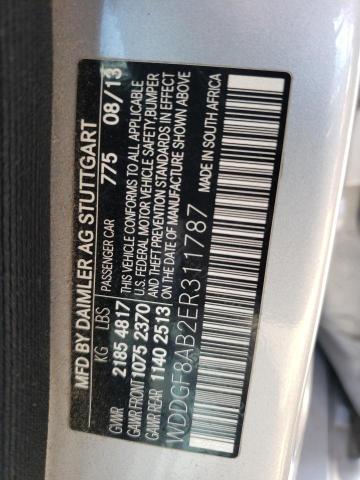 MFD BY DAIMLER AG STUTTGART
KG LBS PASSENGER CAR 775 08/13
GVWR 2185 4817 THIS VEHICLE CONFORMS TO ALL APPLICABLE
GAWR FRONT 1075 2370 U.S. FEDERAL MOTOR VEHICLE SAFETY,BUMPER
GAWR REAR 1140 2513 AND THEFT PREVENTION STANDARDS IN EFFECT
ON THE DATE OF MANUFACTURE SHOWN ABOVE
WDDGF8AB2ER311787 MADE IN SOUTH AFRICA